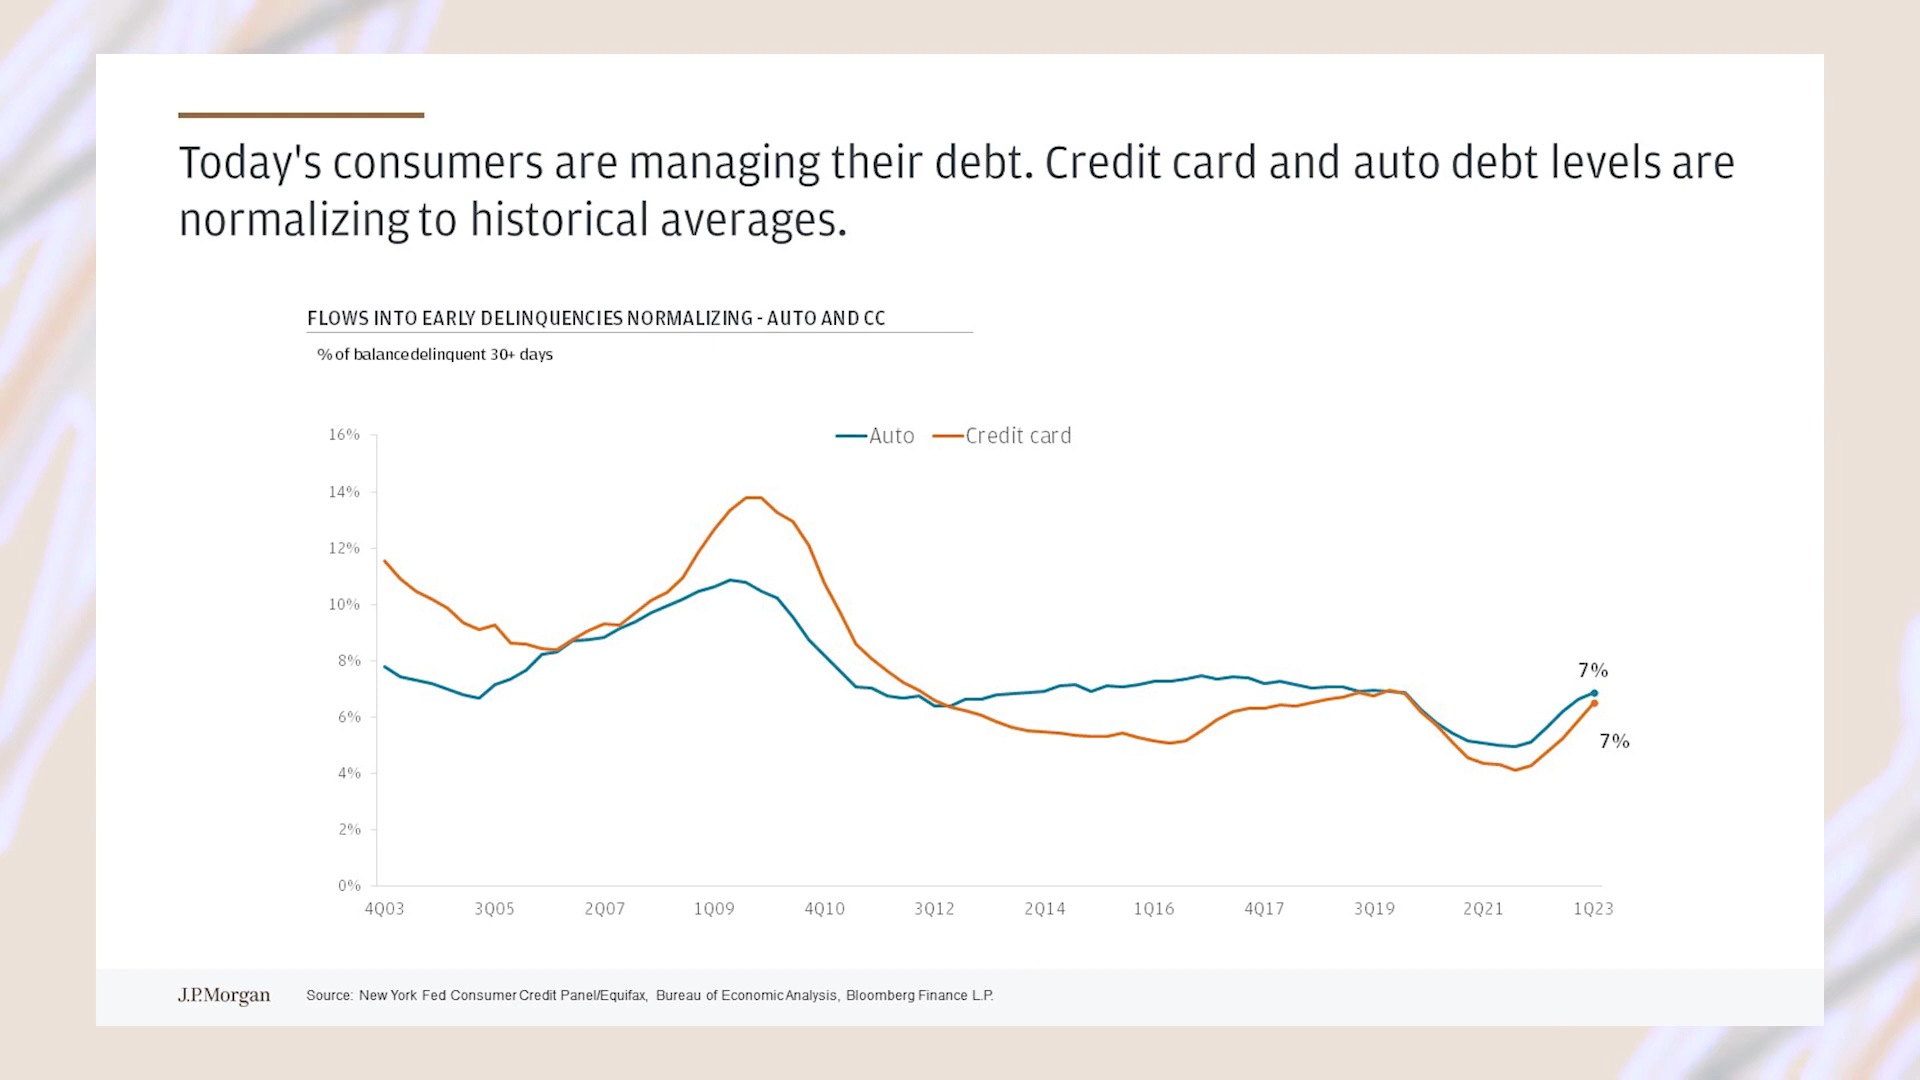 Today's consumers are managing their debt. Credit card and auto debt levels are
normalizing to historical averages.
FLOWS INTO EARLY DELINQUENCIES NORMALIZING - AUTO AND CC
% of balance delinquent 30+ days
Auto Credit card
16%
14%
12%
10%
8%
6%
4%
2%
0%
7%
7%
4Q03 3Q05 2Q07 1Q09 4Q10 3Q12 2Q14 1Q16 4Q17 3Q19 2Q21 1Q23
J.P.Morgan
Source: New York Fed Consumer Credit Panel/Equifax, Bureau of Economic Analysis, Bloomberg Finance L.P.